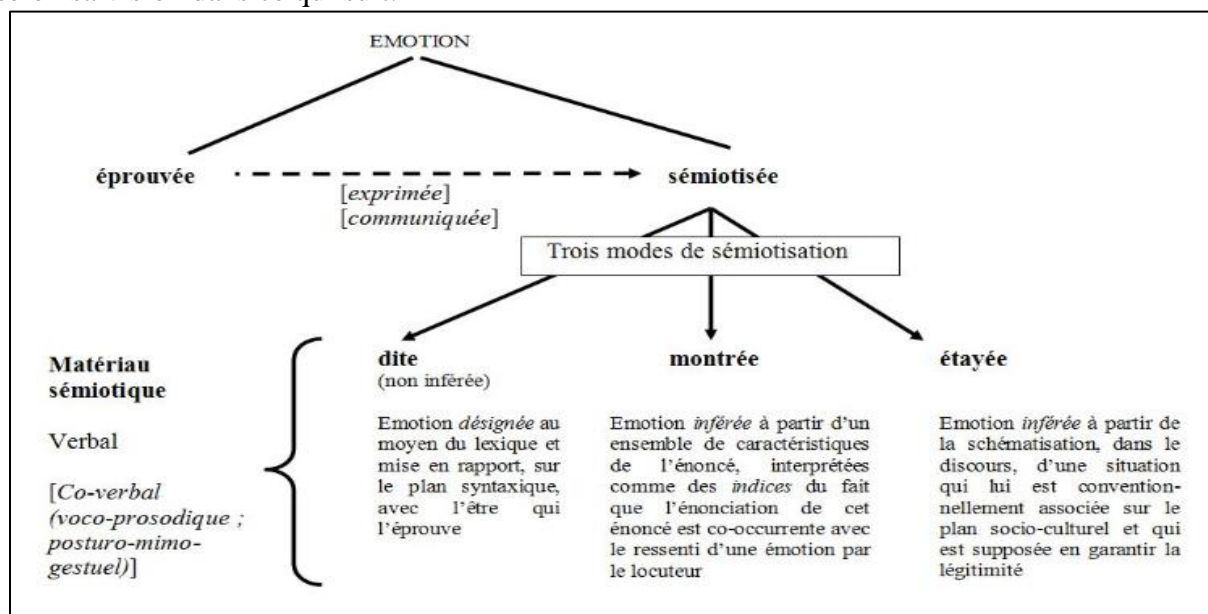 EMOTION
éprouvée
sémiotisée
[exprimée]
[communiquée]
Trois modes de sémiotisation
Matériau
sémiotique
Verbal
[Co-verbal
(voco-prosodique ;
posturo-mimo-
gestuel)]
dite
(non inférée)
Emotion désignée au
moyen du lexique et
mise en rapport, sur
le plan syntaxique,
avec l'être qui
l'éprouve
montrée
Emotion inférée à partir d'un
ensemble de caractéristiques
de l'énoncé, interprétées
comme des indices du fait
que l'énonciation de cet
énoncé est co-occurrente avec
le ressenti d'une émotion par
le locuteur
étayée
Emotion inférée à partir de
la schématisation, dans le
discours, d'une situation
qui lui est convention-
nellement associée sur le
plan socio-culturel et qui
est supposée en garantir la
légitimité